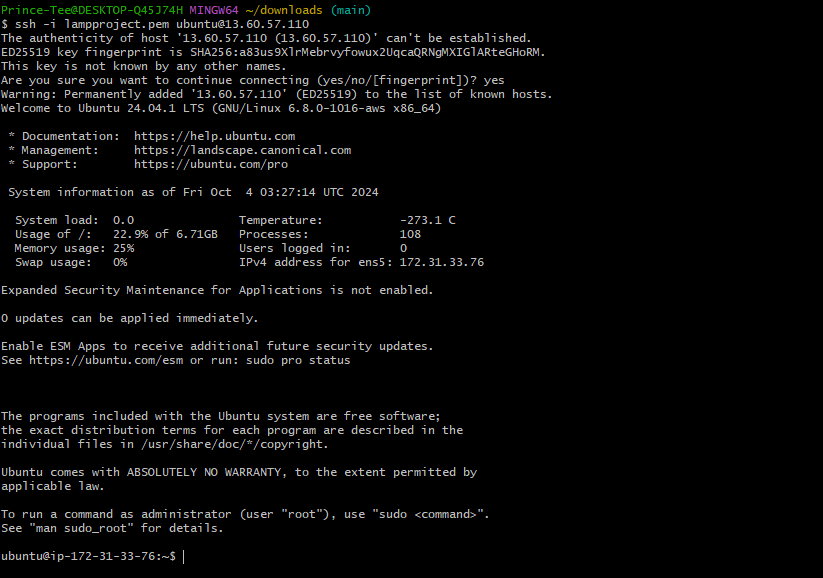 Prince-Tee@DESKTOP-Q45J74H MINGW64 ~/downloads (main)
$ ssh -i lampproject.pem ubuntu@13.60.57.110
The authenticity of host '13.60.57.110 (13.60.57.110)' can't be established.
ED25519 key fingerprint is SHA256:a83us9XlrMebrvyfowux2UqcaQRNgMXIGlARteGHoRM.
This key is not known by any other names.
Are you sure you want to continue connecting (yes/no/[fingerprint])? yes
Warning: Permanently added '13.60.57.110' (ED25519) to the list of known hosts.
Welcome to Ubuntu 24.04.1 LTS (GNU/Linux 6.8.0-1016-aws x86_64)
* Documentation:  https://help.ubuntu.com
* Management:     https://landscape.canonical.com
* Support:        https://ubuntu.com/pro
System information as of Fri Oct  4 03:27:14 UTC 2024
System load:  0.0                Temperature:           -273.1 C
Usage of /:   22.9% of 6.71GB   Processes:             108
Memory usage: 25%                Users logged in:       0
Swap usage:   0%                 IPv4 address for ens5: 172.31.33.76
Expanded Security Maintenance for Applications is not enabled.
0 updates can be applied immediately.
Enable ESM Apps to receive additional future security updates.
See https://ubuntu.com/esm or run: sudo pro status
The programs included with the Ubuntu system are free software;
the exact distribution terms for each program are described in the
individual files in /usr/share/doc/*/copyright.
Ubuntu comes with ABSOLUTELY NO WARRANTY, to the extent permitted by
applicable law.
To run a command as administrator (user "root"), use "sudo <command>".
See "man sudo_root" for details.
ubuntu@ip-172-31-33-76:~$